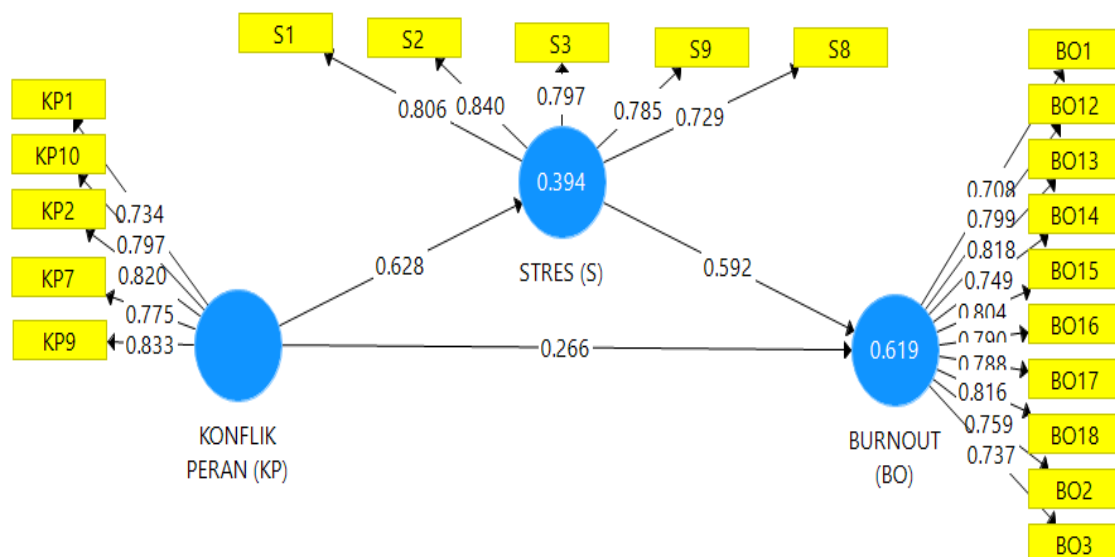 S1
S2
S3
S9
S8
0.806
0.840
0.797
0.785
0.729
KP1
KP10
KP2
KP7
KP9
0.734
0.797
0.820
0.775
0.833
KONFLIK
PERAN (KP)
0.628
0.394
STRES (S)
0.592
0.266
0.619
BURNOUT
(BO)
0.708
0.799
0.818
0.749
0.804
0.790
0.788
0.816
0.759
0.737
BO1
BO12
BO13
BO14
BO15
BO16
BO17
BO18
BO2
BO3